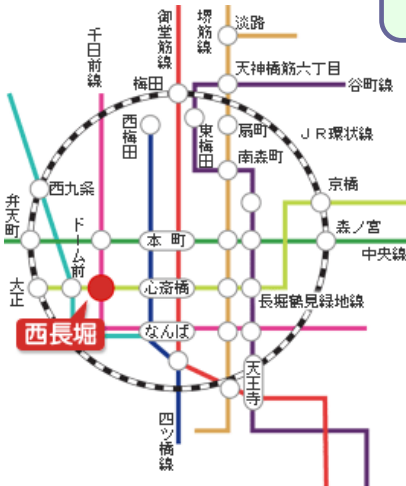 千日前線
御堂筋線
堺筋線
淡路
天神橋筋六丁目
梅田
谷町線
西梅田
東梅田
扇町
JR環状線
南森町
西九条
京橋
弁天町
ドーム前
本町
森ノ宮
中央線
大正
心斎橋
長堀鶴見緑地線
西長堀
なんば
天王寺
四ツ橋線